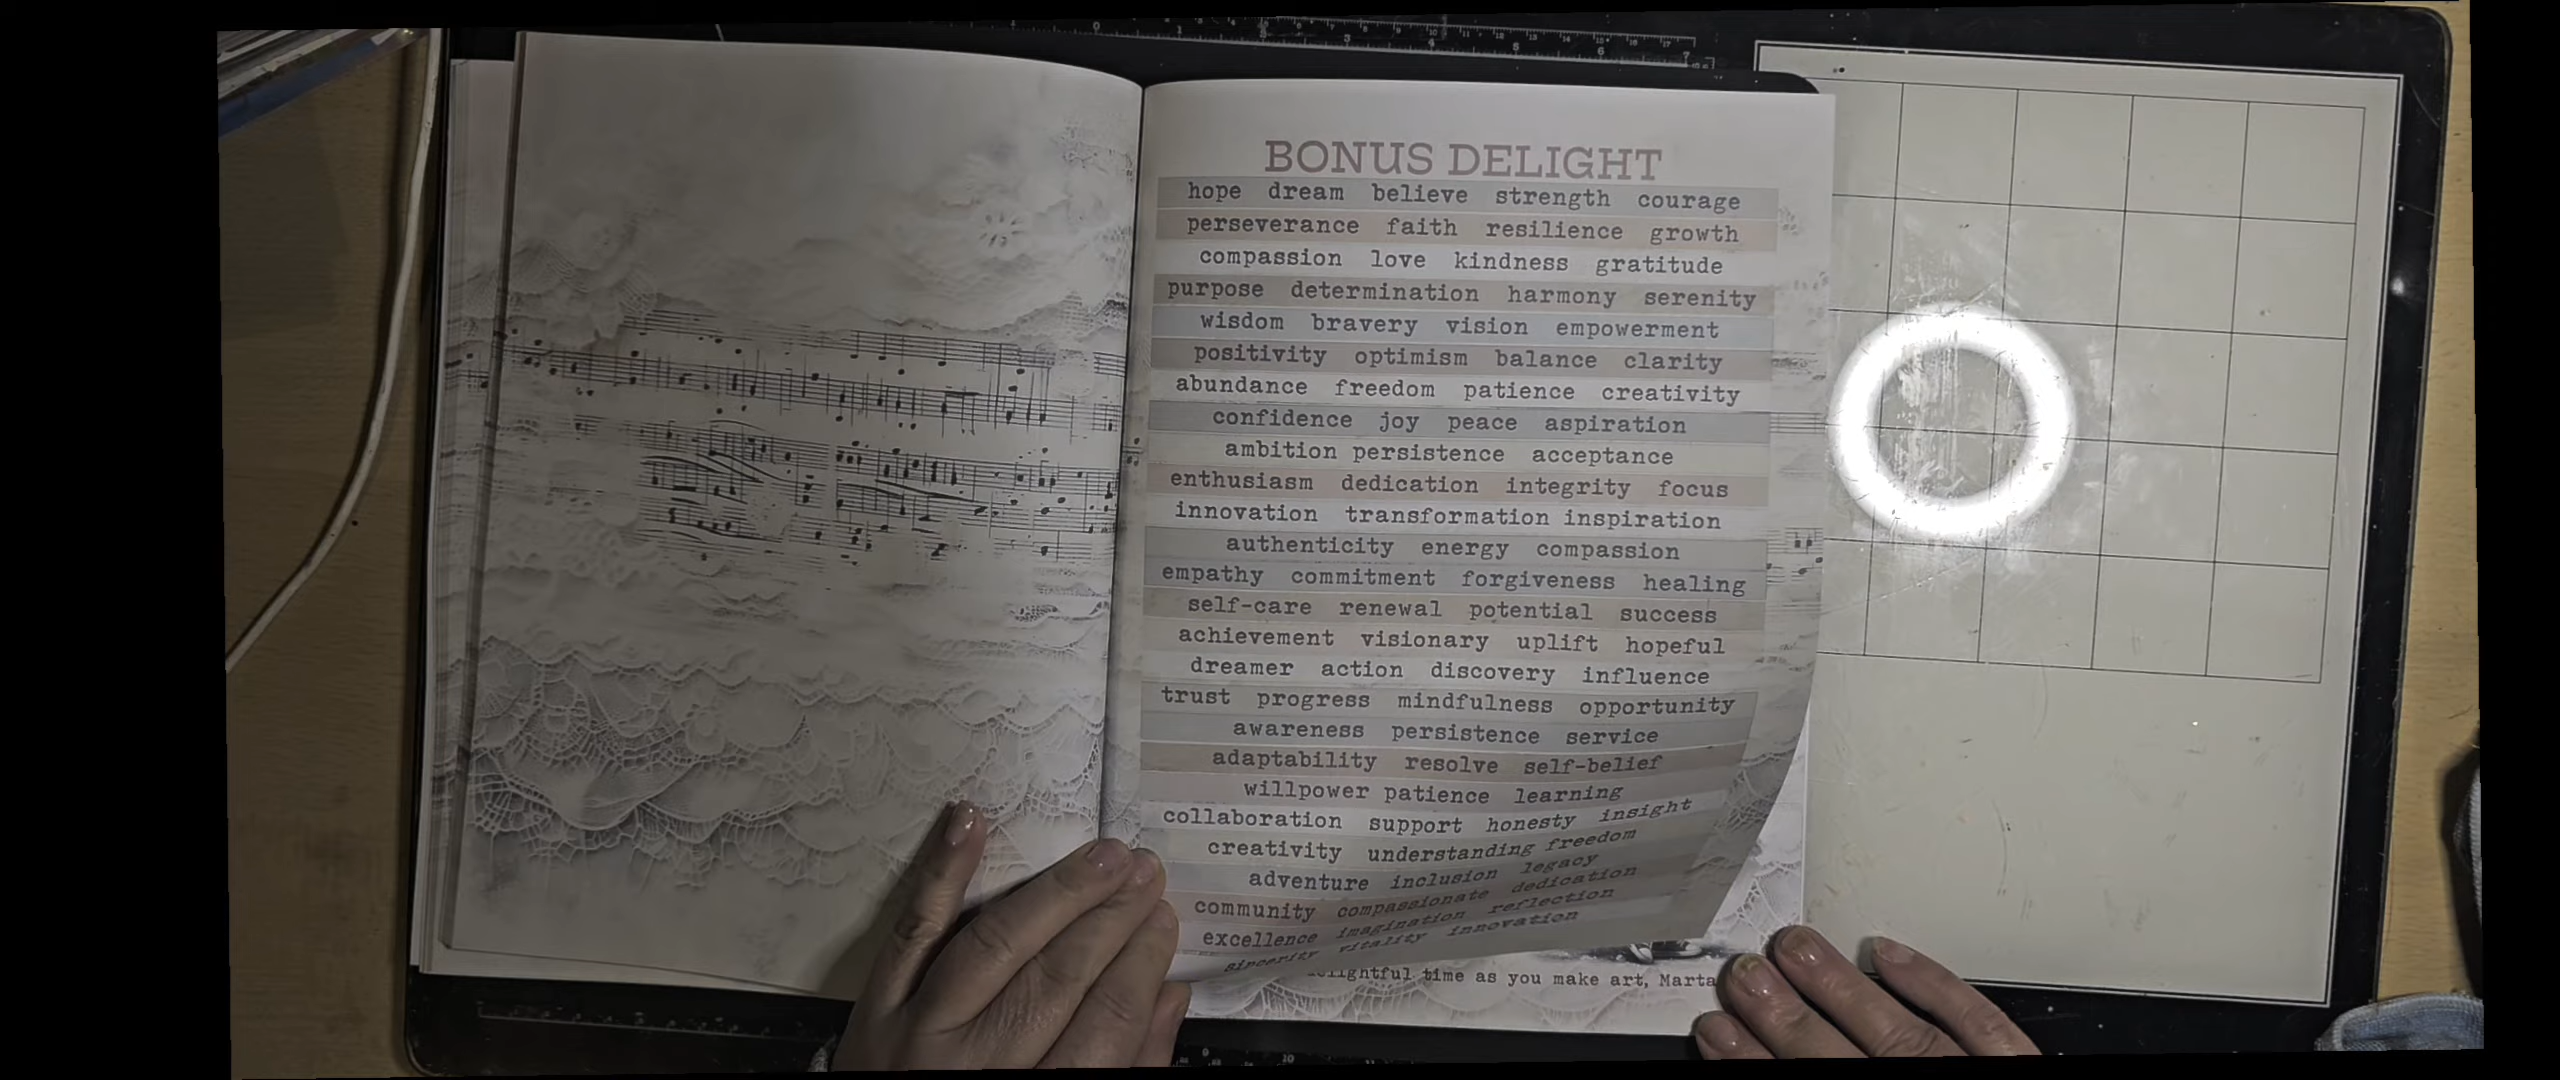 BONUS DELIGHT
hope dream believe strength courage
perseverance faith resilience growth
compassion love kindness gratitude
purpose determination harmony serenity
wisdom bravery vision empowerment
positivity optimism balance clarity
abundance freedom patience creativity
confidence joy peace aspiration
ambition persistence acceptance
enthusiasm dedication integrity focus
innovation transformation inspiration
authenticity energy compassion
empathy commitment forgiveness healing
self-care renewal potential success
achievement visionary uplift hopeful
dreamer action discovery influence
trust progress mindfulness opportunity
awareness persistence service
adaptability resolve self-belief
willpower patience learning
collaboration support honesty insight
creativity understanding freedom
adventure inclusion legacy
community compassionate dedication
excellence imagination reflection
sincerity vitality innovation
time as you make art, Marta